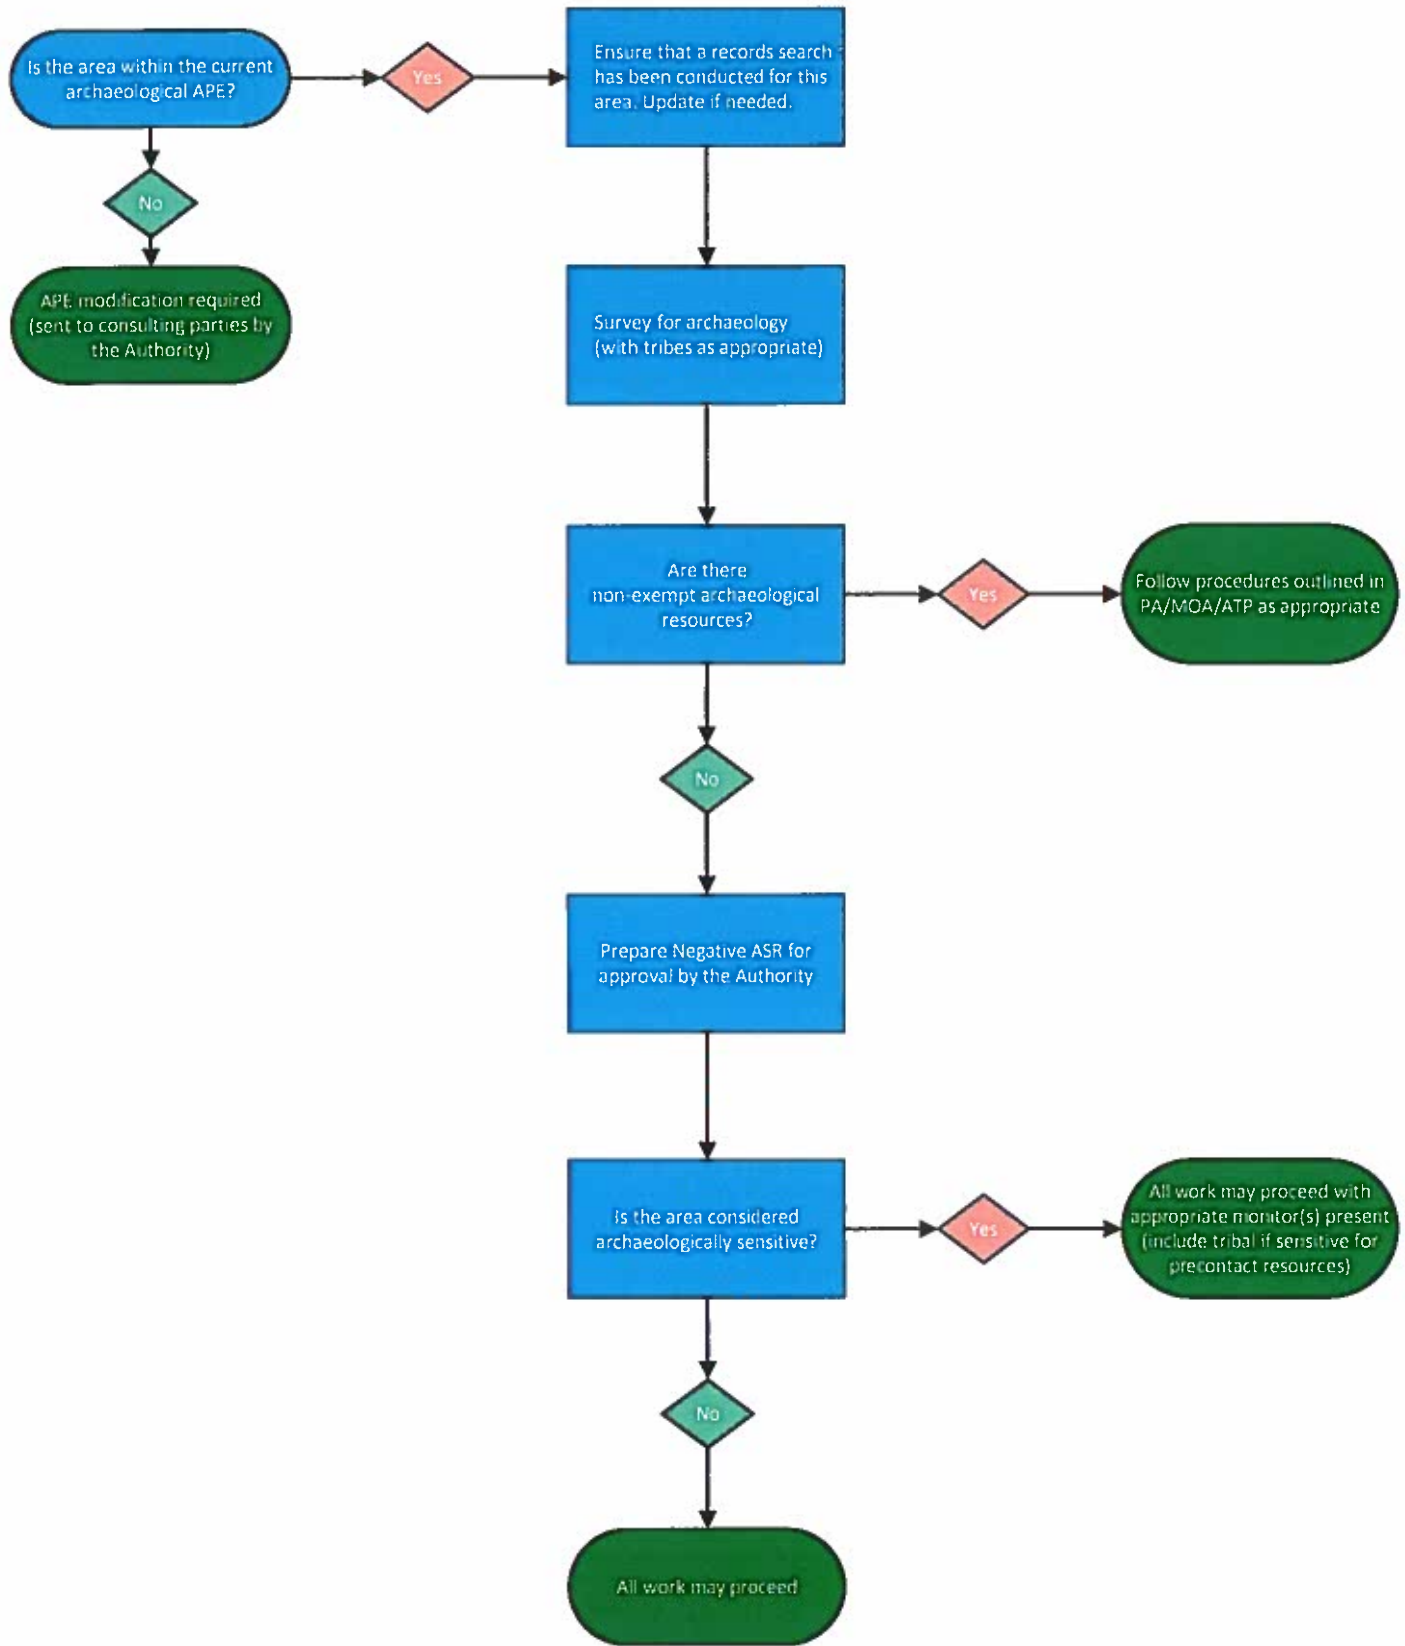 Is the area within the current
archaeological APE?
Yes
Ensure that a records search
has been conducted for this
area. Update if needed.
No
APE modification required
(sent to consulting parties by
the Authority)
Survey for archaeology
(with tribes as appropriate)
Are there
non-exempt archaeological
resources?
Yes
Follow procedures outlined in
PA/MOA/ATP as appropriate
No
Prepare Negative ASR for
approval by the Authority
Is the area considered
archaeologically sensitive?
Yes
All work may proceed with
appropriate monitor(s) present
(include tribal if sensitive for
precontact resources)
No
All work may proceed